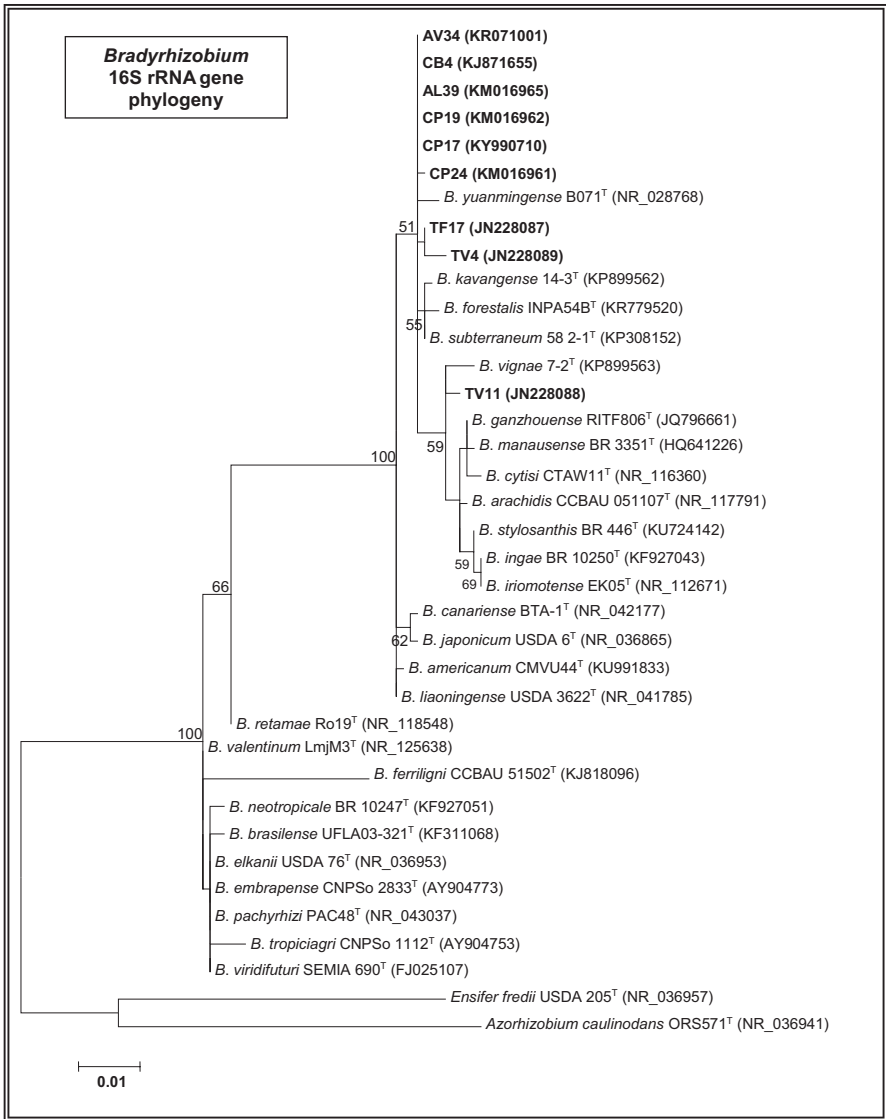 Bradyrhizobium
16S rRNA gene
phylogeny
AV34 (KR071001)
CB4 (KJ871655)
AL39 (KM016965)
CP19 (KM016962)
CP17 (KY990710)
CP24 (KM016961)
B. yuanmingense B071ᵀ (NR_028768)
51
TF17 (JN228087)
TV4 (JN228089)
B. kavangense 14-3ᵀ (KP899562)
B. forestalis INPA54Bᵀ (KR779520)
55
B. subterraneum 58 2-1ᵀ (KP308152)
B. vignae 7-2ᵀ (KP899563)
TV11 (JN228088)
B. ganzhouense RITF806ᵀ (JQ796661)
59
B. manausense BR 3351ᵀ (HQ641226)
100
B. cytisi CTAW11ᵀ (NR_116360)
B. arachidis CCBAU 051107ᵀ (NR_117791)
B. stylosanthis BR 446ᵀ (KU724142)
B. ingae BR 10250ᵀ (KF927043)
59
69
B. iriomotense EK05ᵀ (NR_112671)
66
B. canariense BTA-1ᵀ (NR_042177)
62
B. japonicum USDA 6ᵀ (NR_036865)
B. americanum CMVU44ᵀ (KU991833)
B. liaoningense USDA 3622ᵀ (NR_041785)
B. retamae Ro19ᵀ (NR_118548)
100
B. valentinum LmjM3ᵀ (NR_125638)
B. ferriligni CCBAU 51502ᵀ (KJ818096)
B. neotropicale BR 10247ᵀ (KF927051)
B. brasilense UFLA03-321ᵀ (KF311068)
B. elkanii USDA 76ᵀ (NR_036953)
B. embrapense CNPSo 2833ᵀ (AY904773)
B. pachyrhizi PAC48ᵀ (NR_043037)
B. tropiciagri CNPSo 1112ᵀ (AY904753)
B. viridifuturi SEMIA 690ᵀ (FJ025107)
Ensifer fredii USDA 205ᵀ (NR_036957)
Azorhizobium caulinodans ORS571ᵀ (NR_036941)
0.01